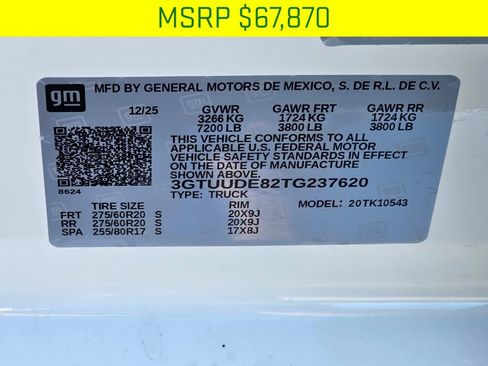 MSRP $67,870
gm
MFD BY GENERAL MOTORS DE MEXICO, S. DE R.L. DE C.V.
12/25 GVWR GAWR FRT GAWR RR
3266 KG 1724 KG 1724 KG
7200 LB 3800 LB 3800 LB
THIS VEHICLE CONFORMS TO ALL
APPLICABLE U.S. FEDERAL MOTOR
VEHICLE SAFETY STANDARDS IN EFFECT ON
THE DATE OF MANUFACTURE SHOWN ABOVE.
3GTUUDE82TG237620
8624 TYPE: TRUCK MODEL: 20TK10543
TIRE SIZE RIM
FRT 275/60R20 S 20X9J
RR 275/60R20 S 20X9J
SPA 255/80R17 S 17X8J